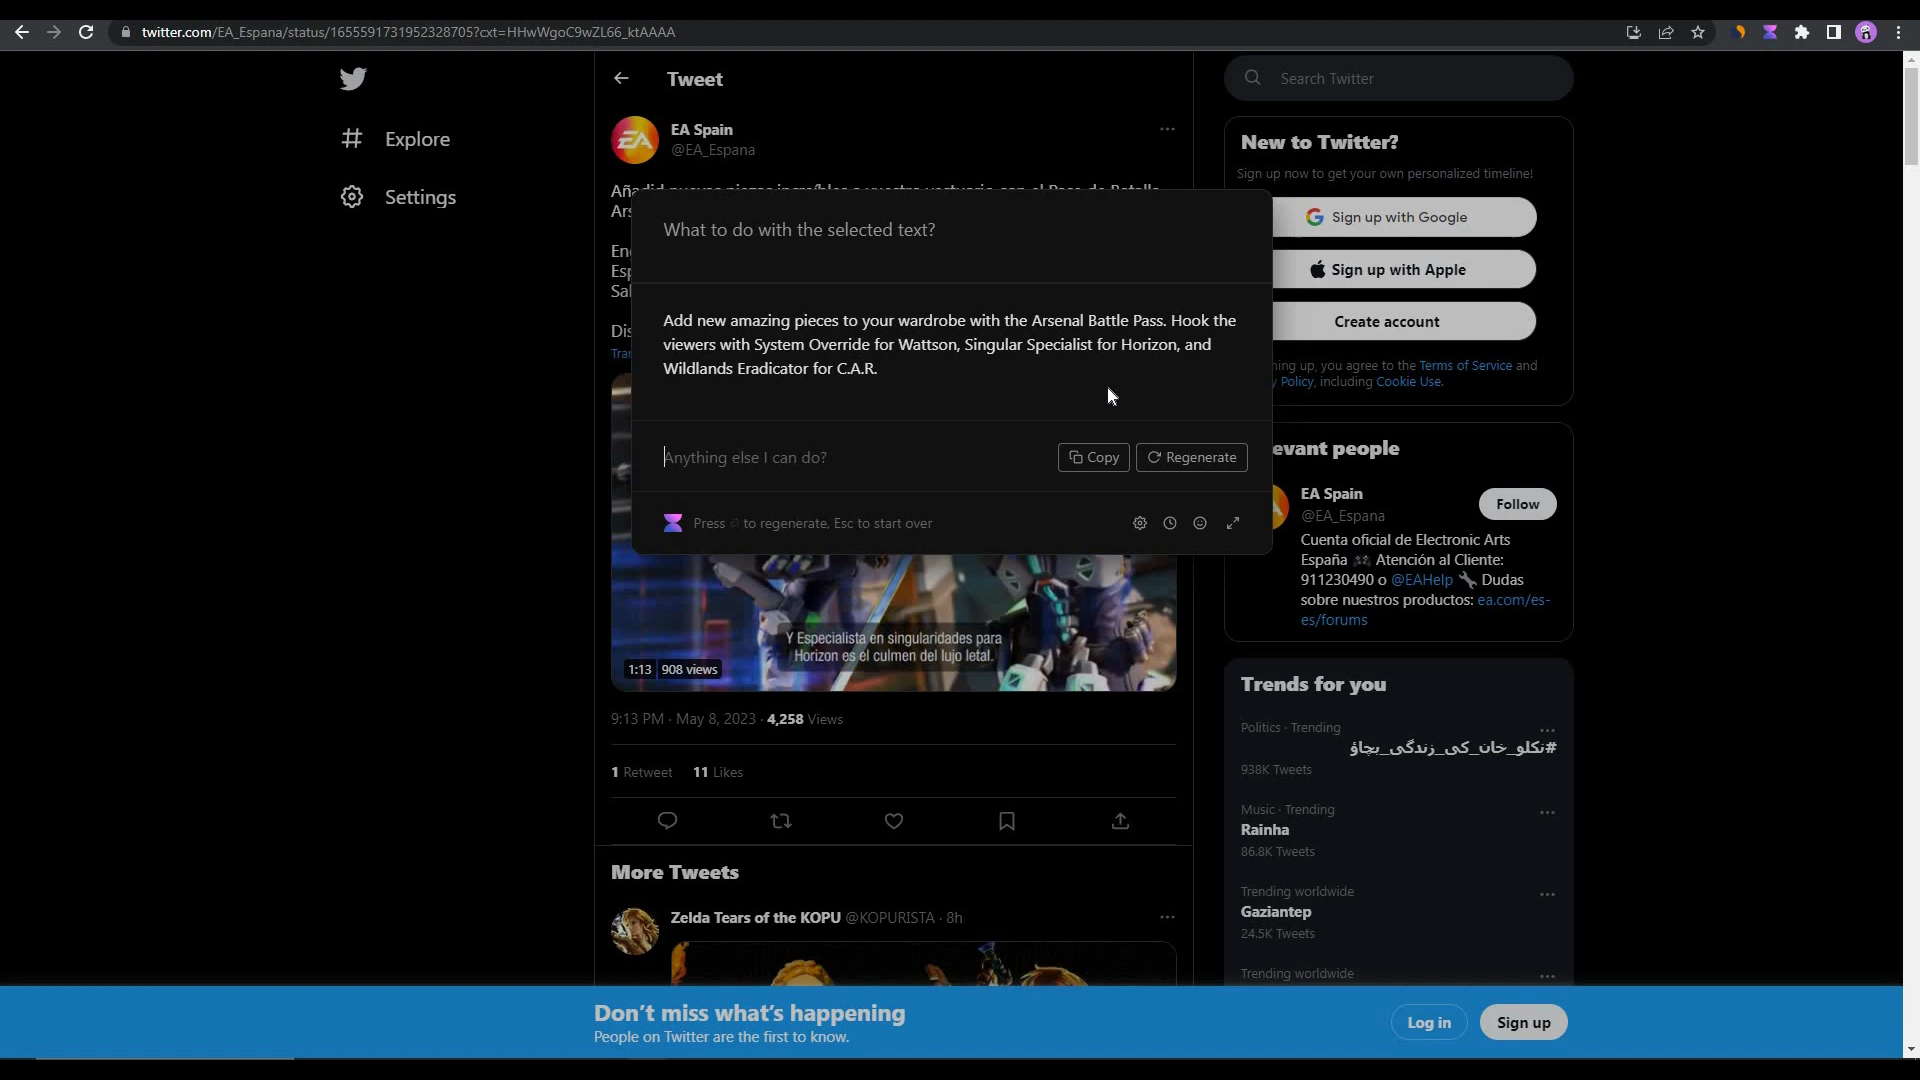 twitter.com/EA_Espana/status/1655591731952328705?cxt=HHwWgoC9wZL66_ktAAAA
Explore
Settings
Tweet
EA Spain
@EA_Espana
What to do with the selected text?
Add new amazing pieces to your wardrobe with the Arsenal Battle Pass. Hook the
viewers with System Override for Wattson, Singular Specialist for Horizon, and
Wildlands Eradicator for C.A.R.
Anything else I can do?
Copy
Regenerate
Press to regenerate, Esc to start over
Y Especialista en singularidades para
Horizon es el culmen del lujo letal.
1:13 908 views
9:13 PM · May 8, 2023 · 4,258 Views
1 Retweet 11 Likes
More Tweets
Zelda Tears of the KOPU @KOPURISTA · 8h
Search Twitter
New to Twitter?
Sign up now to get your own personalized timeline!
Sign up with Google
Sign up with Apple
Create account
ing up, you agree to the Terms of Service and
Policy, including Cookie Use.
evant people
EA Spain
@EA_Espana
Follow
Cuenta oficial de Electronic Arts
España Atención al Cliente:
911230490 o @EAHelp Dudas
sobre nuestros productos: ea.com/es-
es/forums
Trends for you
Politics · Trending
#نکلو_خان_کی_زندگی_بچاؤ
938K Tweets
Music · Trending
Rainha
86.8K Tweets
Trending worldwide
Gaziantep
24.5K Tweets
Trending worldwide
Don't miss what's happening
People on Twitter are the first to know.
Log in
Sign up